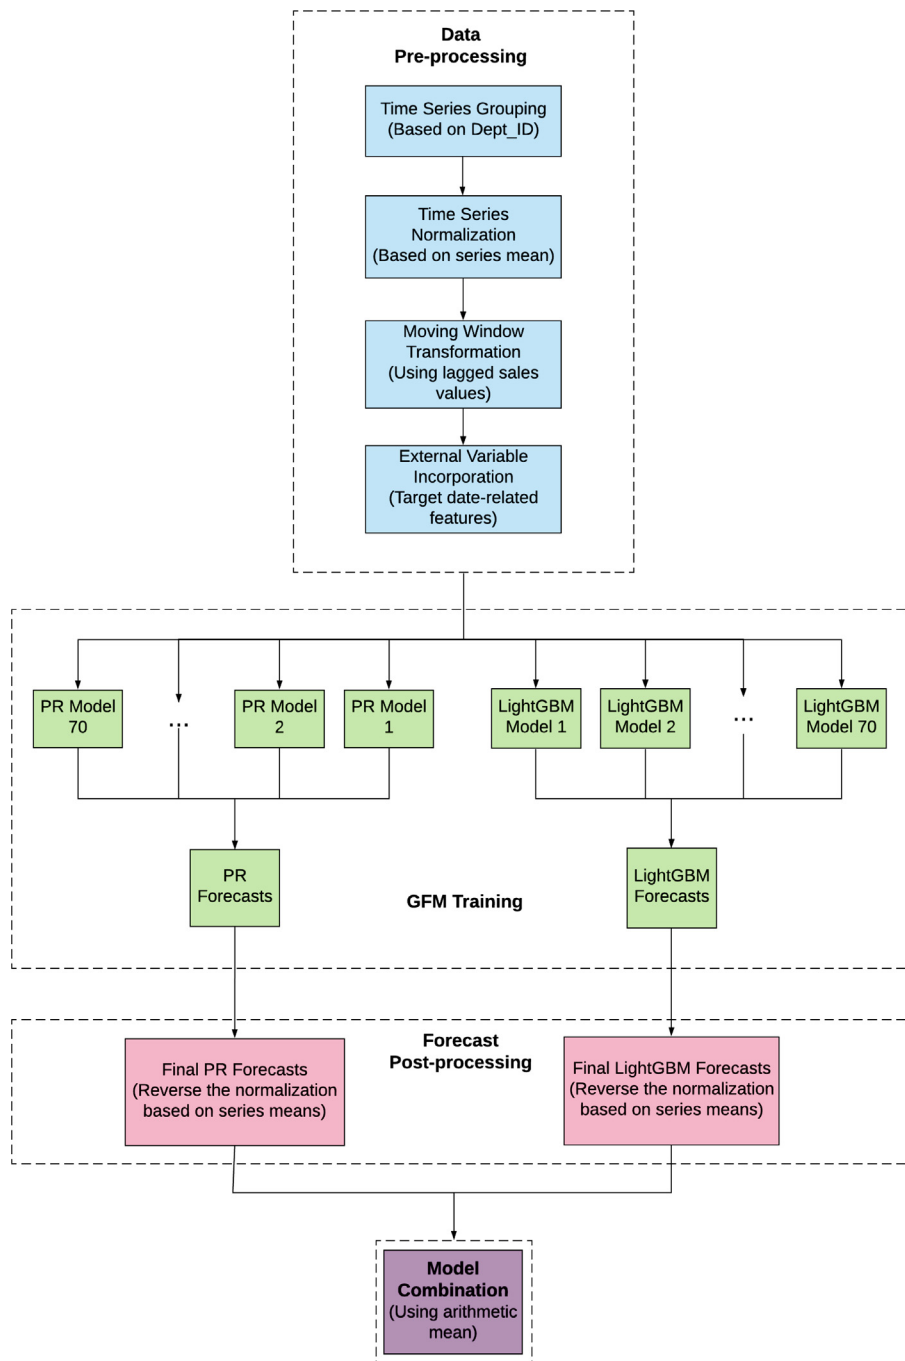 Data
Pre-processing
Time Series Grouping
(Based on Dept_ID)
Time Series
Normalization
(Based on series mean)
Moving Window
Transformation
(Using lagged sales
values)
External Variable
Incorporation
(Target date-related
features)
PR Model
70
...
PR Model
2
PR Model
1
LightGBM
Model 1
LightGBM
Model 2
...
LightGBM
Model 70
PR
Forecasts
GFM Training
LightGBM
Forecasts
Forecast
Post-processing
Final PR Forecasts
(Reverse the normalization
based on series means)
Final LightGBM Forecasts
(Reverse the normalization
based on series means)
Model
Combination
(Using arithmetic
mean)